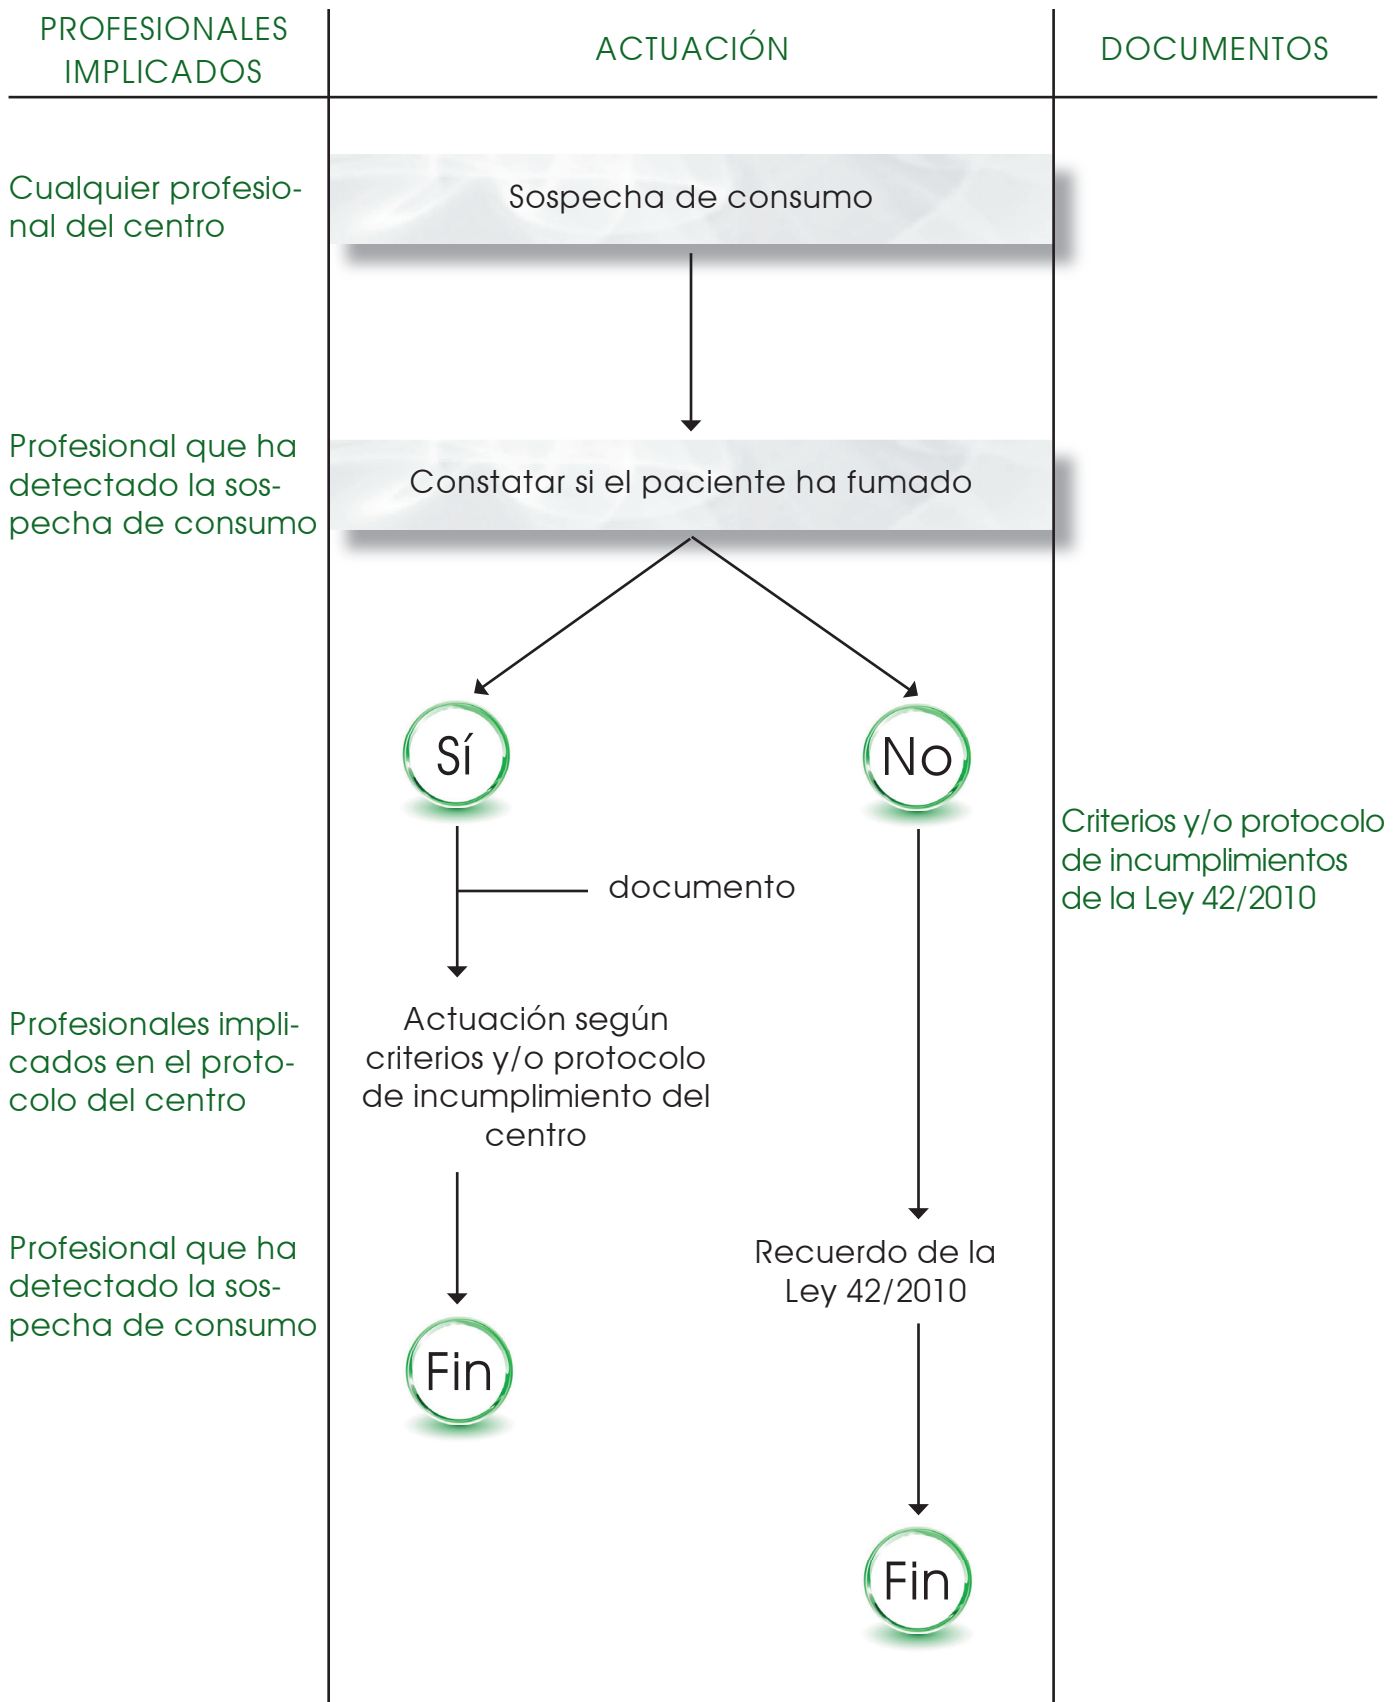 PROFESIONALES
IMPLICADOS
ACTUACIÓN
DOCUMENTOS
Cualquier profesio-
nal del centro
Sospecha de consumo
Profesional que ha
detectado la sos-
pecha de consumo
Constatar si el paciente ha fumado
Sí
No
Criterios y/o protocolo
de incumplimientos
de la Ley 42/2010
documento
Profesionales impli-
cados en el proto-
colo del centro
Actuación según
criterios y/o protocolo
de incumplimiento del
centro
Profesional que ha
detectado la sos-
pecha de consumo
Recuerdo de la
Ley 42/2010
Fin
Fin